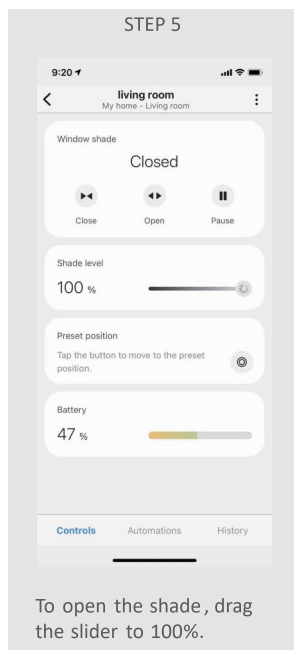 STEP 5
9:20
living room
My home - Living room
Window shade
Closed
Close Open Pause
Shade level
100 %
Preset position
Tap the button to move to the preset
position.
Battery
47 %
Controls Automations History
To open the shade, drag
the slider to 100%.